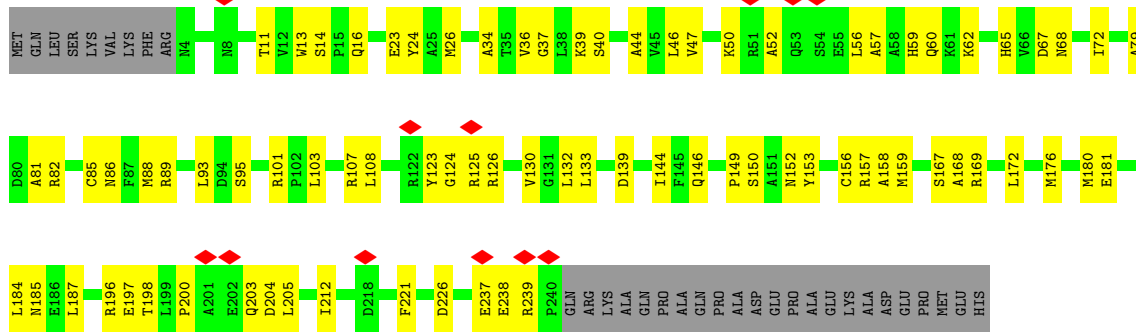 MET GLN LEU SER LYS VAL LYS PHE ARG N4 N8 T11 V12 W13 S14 P15 Q16 E23 Y24 A25 M26 A34 T35 V36 G37 L38 K39 S40 A44 V45 L46 V47 K50 R51 A52 Q53 S54 E55 L56 A57 A58 H59 Q60 K61 K62 H65 V66 D67 N68 I72 A79
D80 A81 R82 C85 N86 F87 M88 R89 L93 D94 S95 R101 P102 L103 R107 L108 R122 Y123 G124 R125 R126 V130 G131 L132 L133 D139 I144 F145 Q146 P149 S150 A151 N152 Y153 C156 R157 A158 M159 S167 A168 R169 L172 M176 M180 E181
L184 N185 E186 L187 R196 E197 T198 L199 P200 A201 E202 Q203 D204 L205 I212 D218 F221 D226 E237 E238 R239 P240 GLN ARG LYS ALA GLN PRO ALA GLN PRO ALA ASP GLU PRO ALA GLU LYS ALA ASP GLU PRO MET GLU HIS